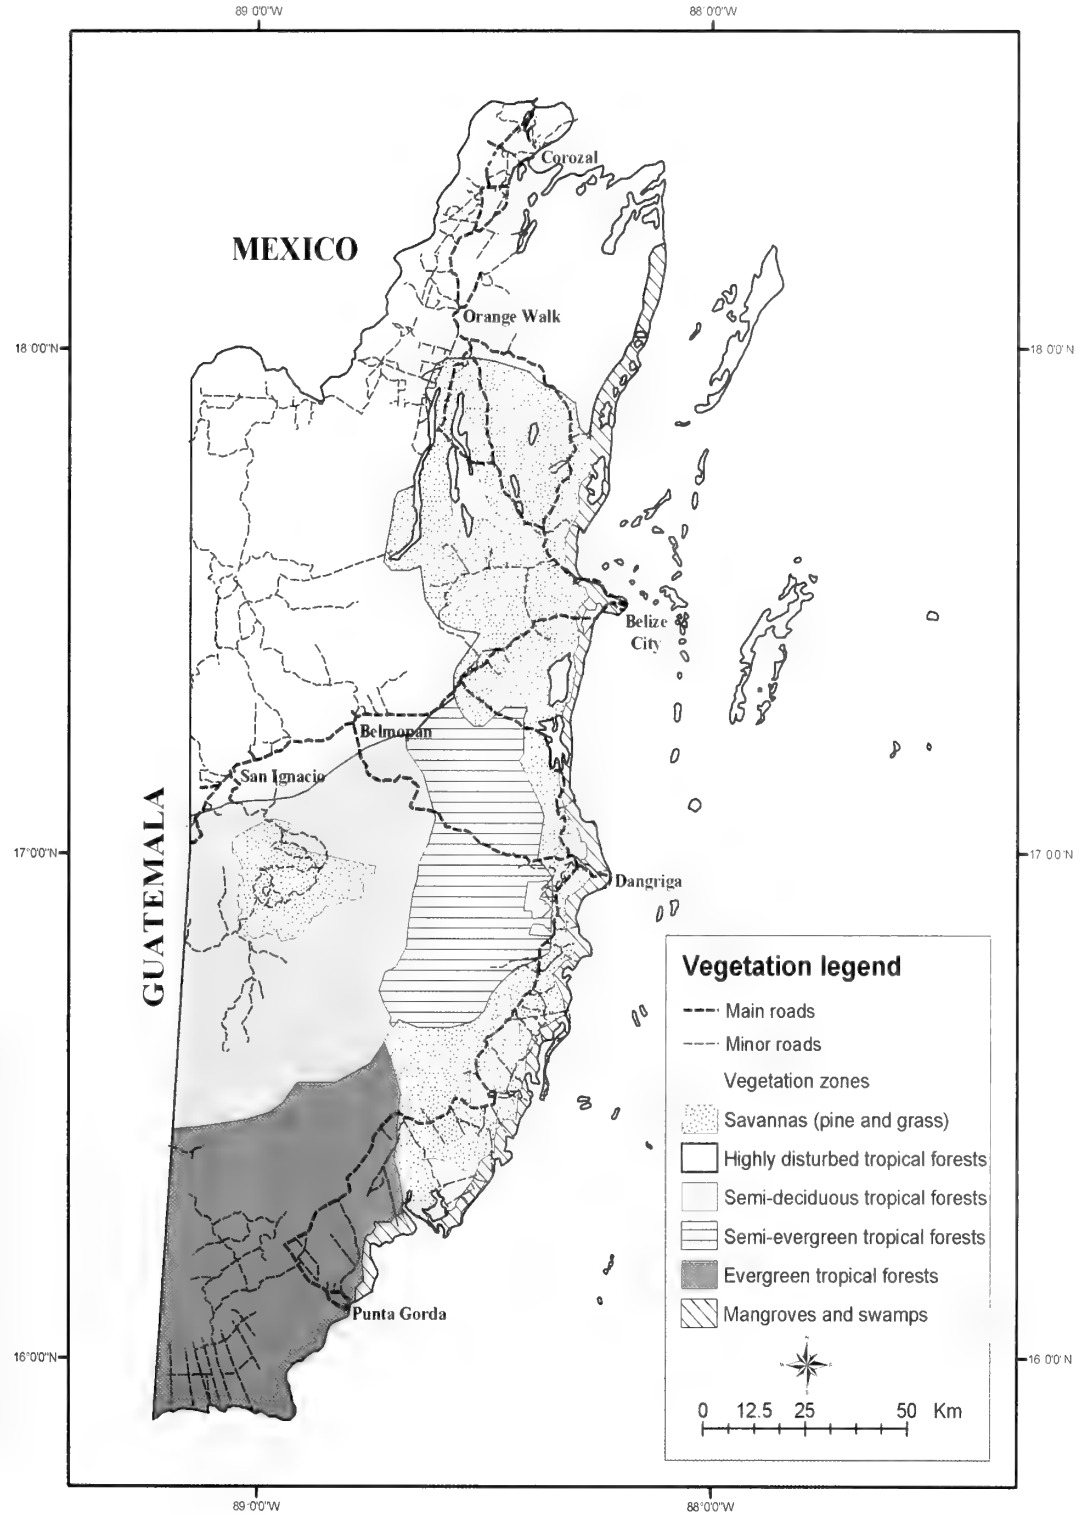 89°0'0"W 88°0'0"W
Corozal
MEXICO
Orange Walk
18°0'0"N 18°0'0"N
Belize
City
Belmopan
San Ignacio
GUATEMALA
17°0'0"N 17°0'0"N
Dangriga
Vegetation legend
Main roads
Minor roads
Vegetation zones
Savannas (pine and grass)
Highly disturbed tropical forests
Semi-deciduous tropical forests
Semi-evergreen tropical forests
Evergreen tropical forests
Mangroves and swamps
Punta Gorda
16°0'0"N 16°0'0"N
0 12.5 25 50 Km
89°0'0"W 88°0'0"W